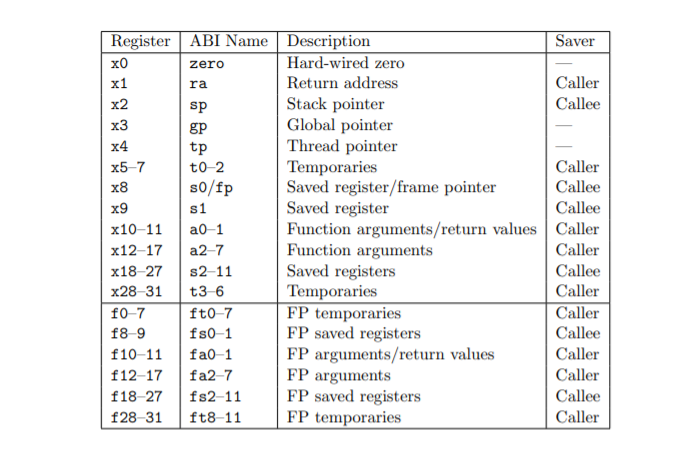 Register ABI Name Description Saver
x0 zero Hard-wired zero —
x1 ra Return address Caller
x2 sp Stack pointer Callee
x3 gp Global pointer —
x4 tp Thread pointer —
x5–7 t0–2 Temporaries Caller
x8 s0/fp Saved register/frame pointer Callee
x9 s1 Saved register Callee
x10–11 a0–1 Function arguments/return values Caller
x12–17 a2–7 Function arguments Caller
x18–27 s2–11 Saved registers Callee
x28–31 t3–6 Temporaries Caller
f0–7 ft0–7 FP temporaries Caller
f8–9 fs0–1 FP saved registers Callee
f10–11 fa0–1 FP arguments/return values Caller
f12–17 fa2–7 FP arguments Caller
f18–27 fs2–11 FP saved registers Callee
f28–31 ft8–11 FP temporaries Caller